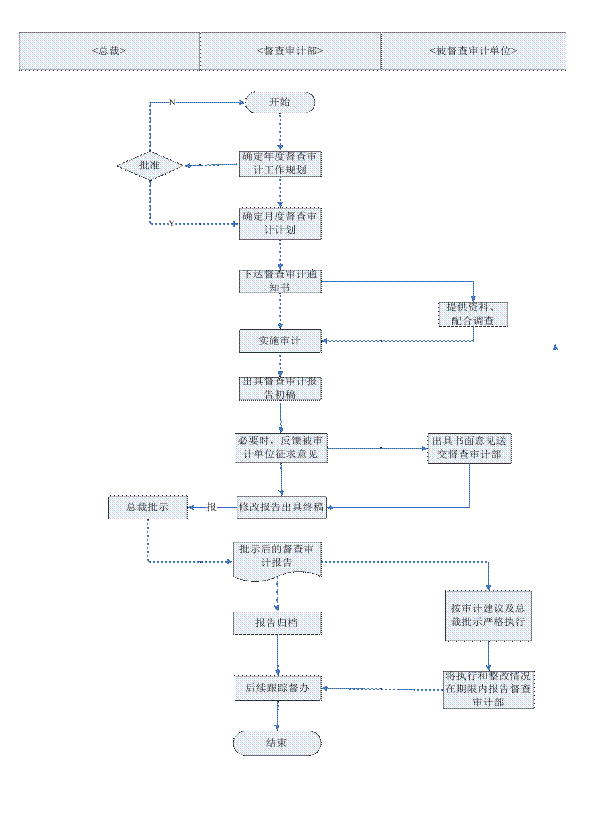 <总裁>
<督查审计部>
<被督查审计单位>
N
开始
批准
确定年度督查审
计工作规划
Y
确定月度督查审
计计划
下达督查审计通
知书
提供资料、
配合调查
实施审计
出具督查审计报
告初稿
必要时，反馈被审
计单位征求意见
出具书面意见送
交督查审计部
总裁批示
报
修改报告出具终稿
批示后的督查审
计报告
按审计建议及总
裁批示严格执行
报告归档
后续跟踪督办
将执行和整改情况
在期限内报告督查
审计部
结束